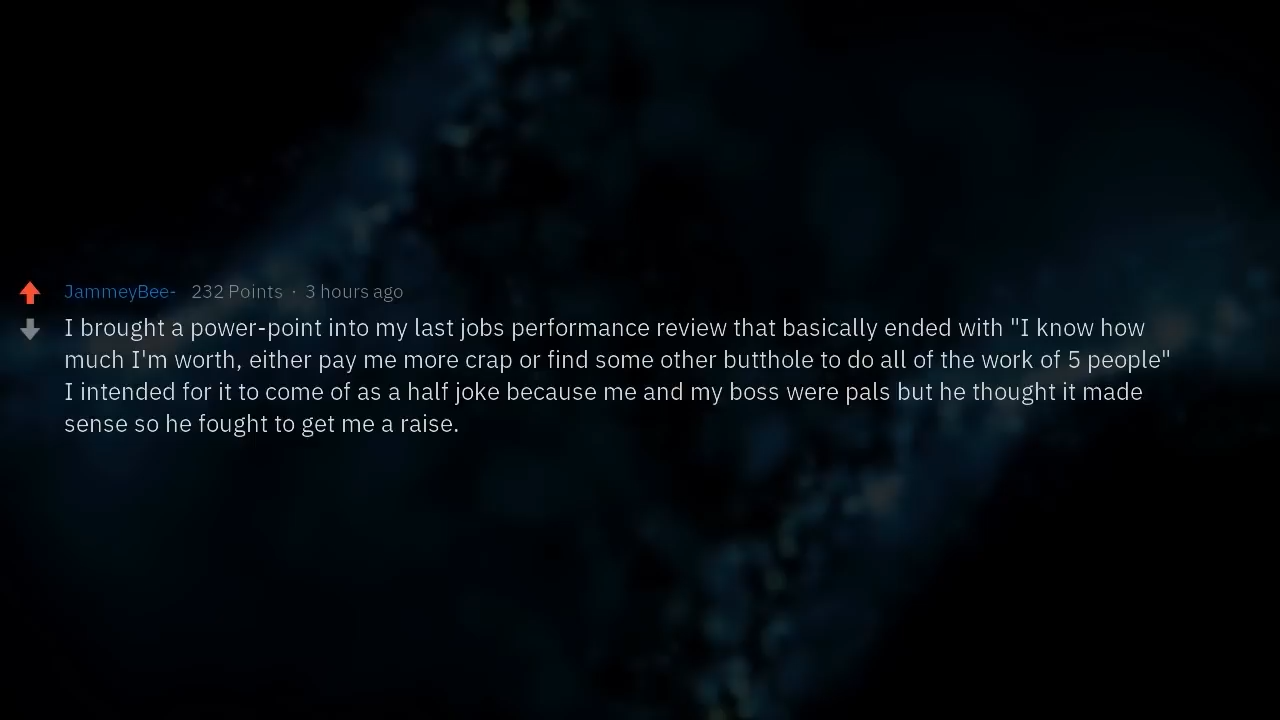 JammeyBee- 232 Points · 3 hours ago
I brought a power-point into my last jobs performance review that basically ended with "I know how
much I'm worth, either pay me more crap or find some other butthole to do all of the work of 5 people"
I intended for it to come of as a half joke because me and my boss were pals but he thought it made
sense so he fought to get me a raise.